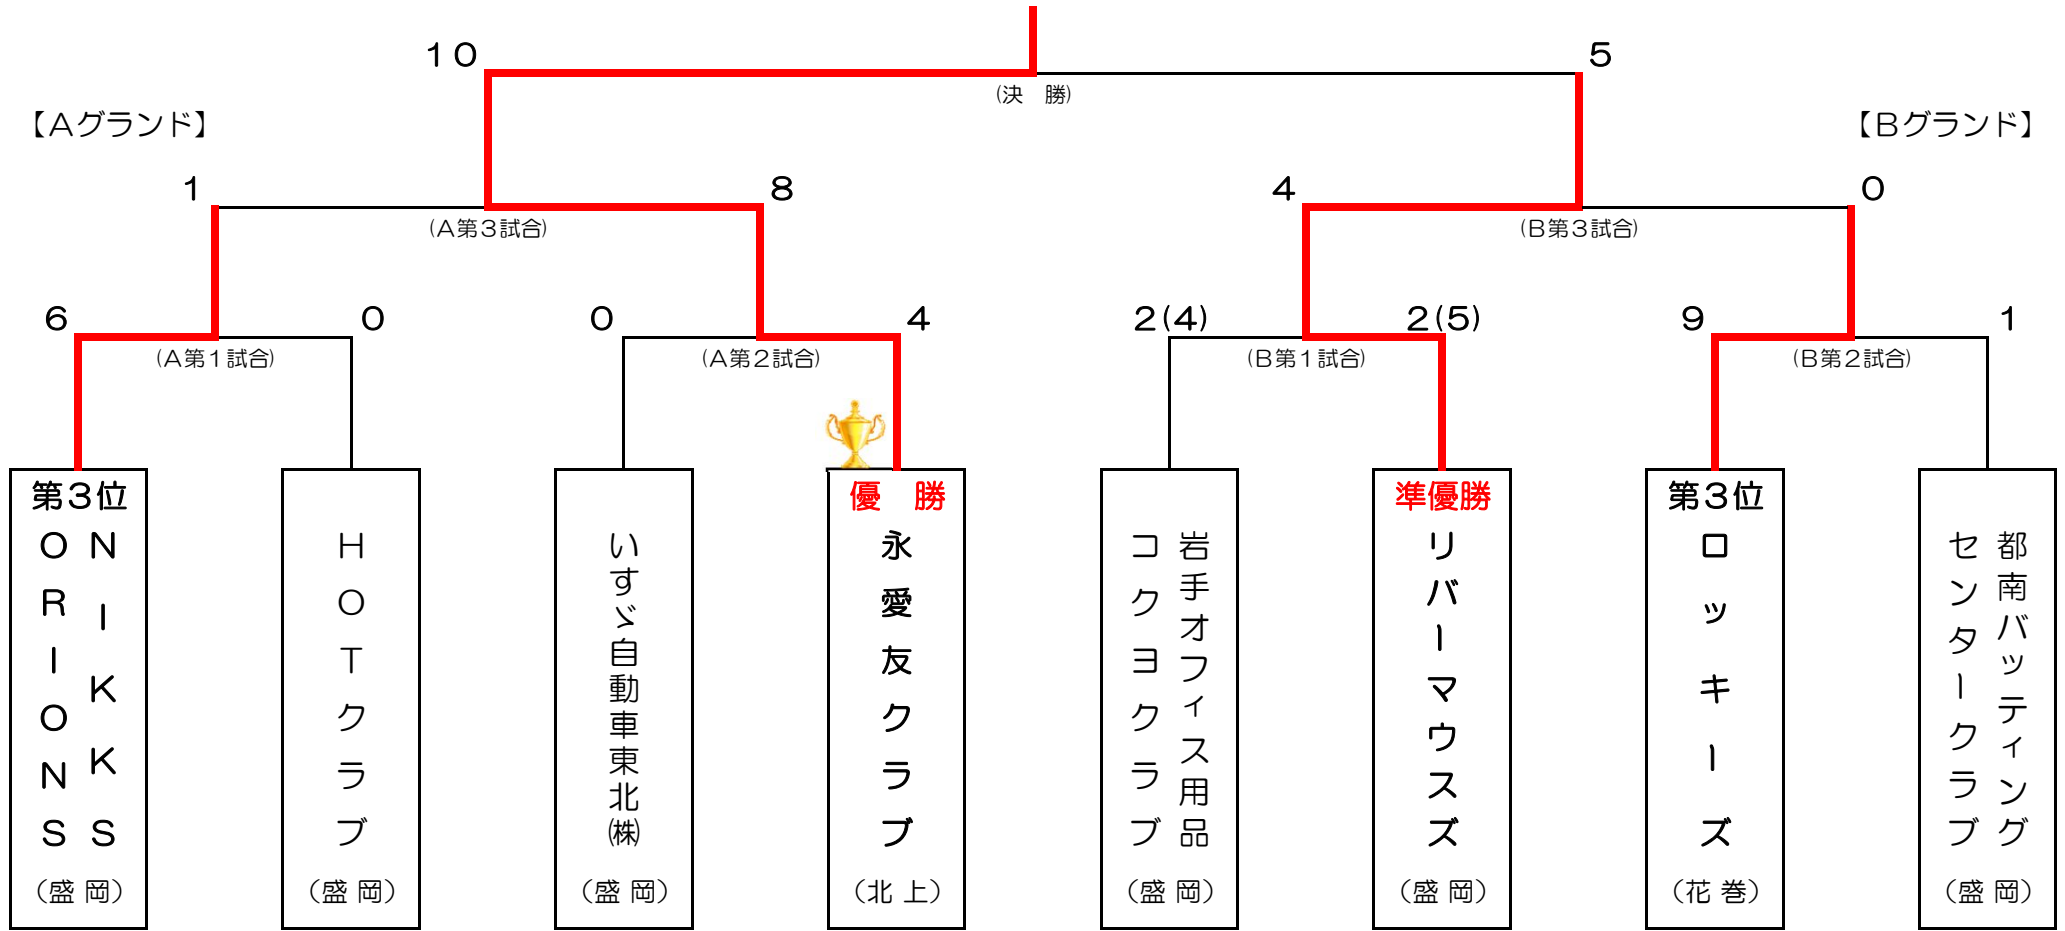 10
5
(決　勝)
【Aグランド】
【Bグランド】
1
8
4
0
(A第3試合)
(B第3試合)
6
0
0
4
2(4)
2(5)
9
1
(A第1試合)
(A第2試合)
(B第1試合)
(B第2試合)
第3位
NIKKS
ORIONS
(盛 岡)
HOTクラブ
(盛 岡)
いすゞ自動車東北㈱
(盛 岡)
優　勝
永愛友クラブ
(北 上)
岩手オフィス用品
コクヨクラブ
(盛 岡)
準優勝
リバーマウスズ
(盛 岡)
第3位
ロッキーズ
(花 巻)
都南バッティング
センタークラブ
(盛 岡)